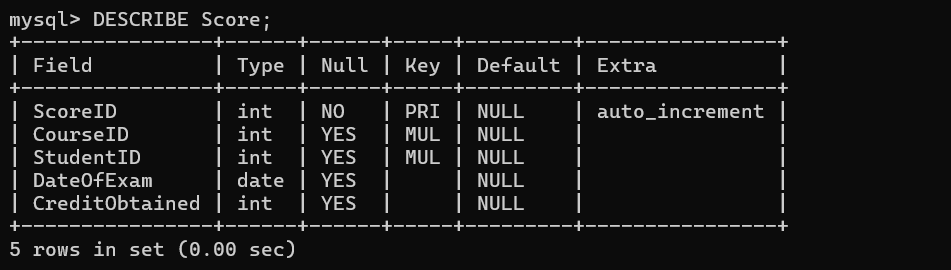 mysql> DESCRIBE Score;
+----------------+------+------+-----+---------+----------------+
| Field          | Type | Null | Key | Default | Extra          |
+----------------+------+------+-----+---------+----------------+
| ScoreID        | int  | NO   | PRI | NULL    | auto_increment |
| CourseID       | int  | YES  | MUL | NULL    |                |
| StudentID      | int  | YES  | MUL | NULL    |                |
| DateOfExam     | date | YES  |     | NULL    |                |
| CreditObtained | int  | YES  |     | NULL    |                |
+----------------+------+------+-----+---------+----------------+
5 rows in set (0.00 sec)